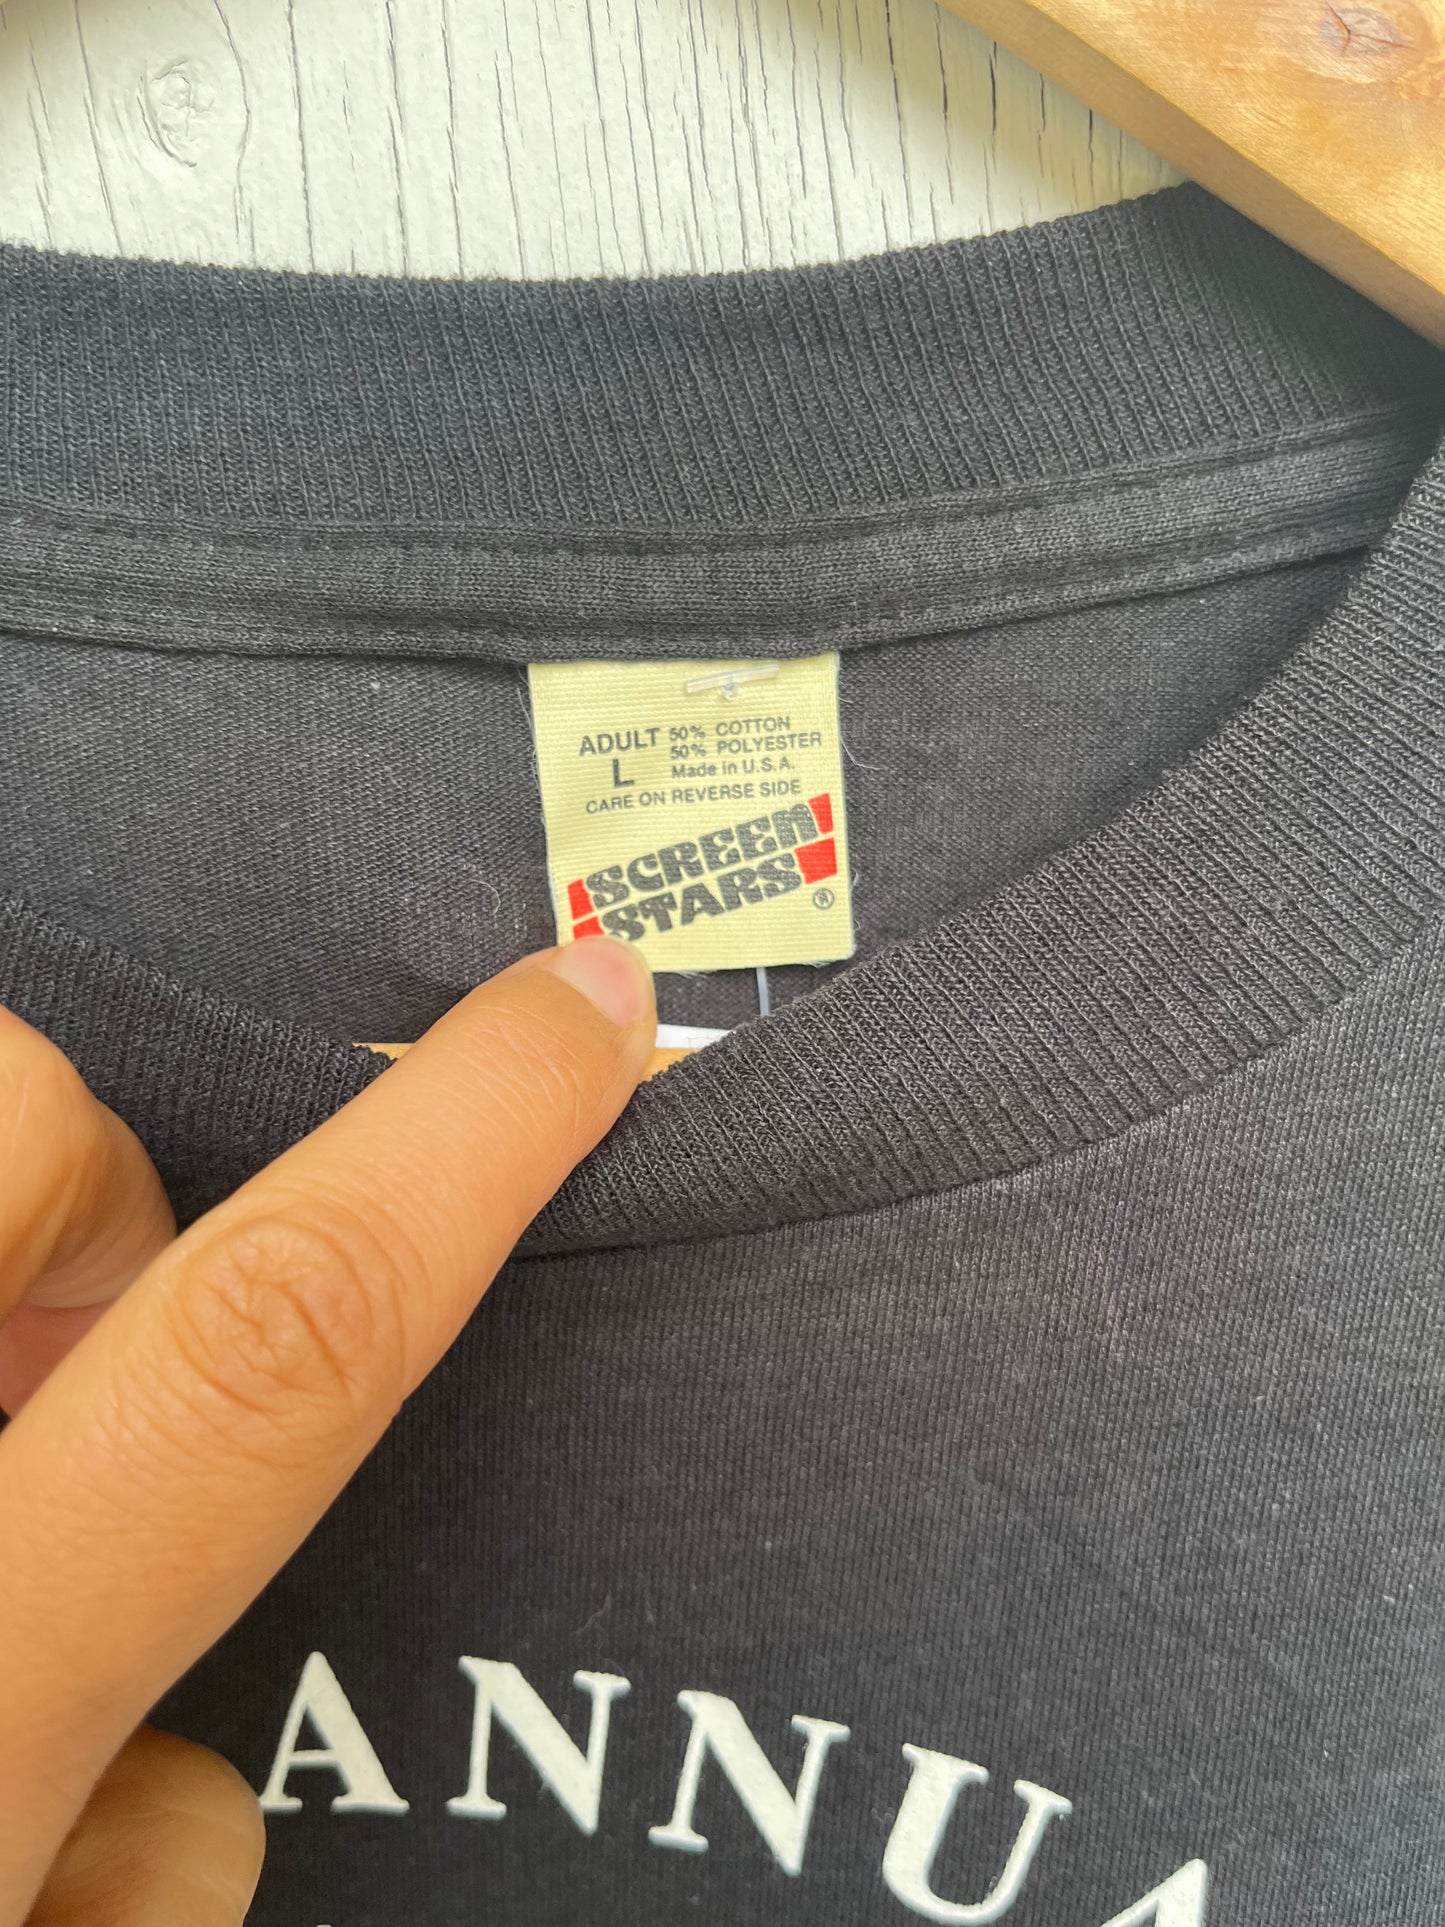 ADULT 50% COTTON
50% POLYESTER
L Made in U.S.A.
CARE ON REVERSE SIDE
SCREEN
STARS
®
ANNUA